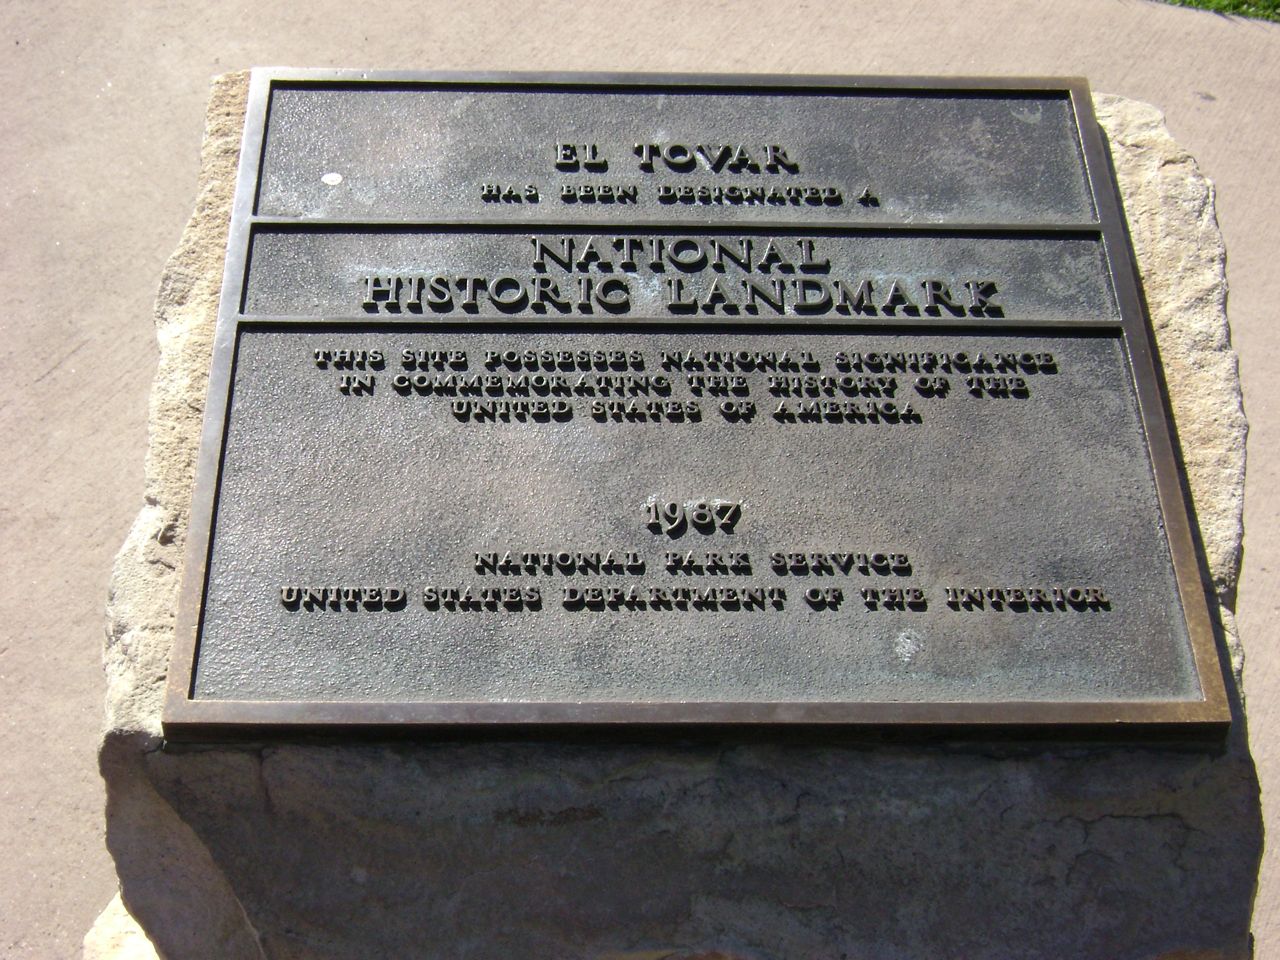 EL TOVAR
HAS BEEN DESIGNATED A
NATIONAL
HISTORIC LANDMARK
THIS SITE POSSESSES NATIONAL SIGNIFICANCE
IN COMMEMORATING THE HISTORY OF THE
UNITED STATES OF AMERICA
1987
NATIONAL PARK SERVICE
UNITED STATES DEPARTMENT OF THE INTERIOR